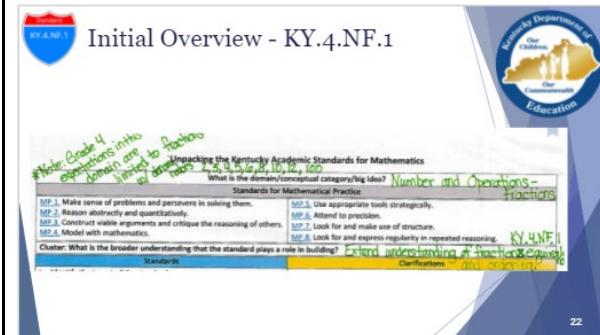 Standard
KY.4.NF.1
Initial Overview - KY.4.NF.1
Kentucky Department of
Our
Children,
Our
Commonwealth
Education
*Note: Grade 4
expectations in this
domain are
limited to fractions
w/ denominators 2, 3, 4, 5, 6, 8, 10, 12, 100
Unpacking the Kentucky Academic Standards for Mathematics
What is the domain/conceptual category/big idea? Number and Operations - Fractions
Standards for Mathematical Practice
MP.1. Make sense of problems and persevere in solving them.
MP.2. Reason abstractly and quantitatively.
MP.3. Construct viable arguments and critique the reasoning of others.
MP.4. Model with mathematics.
MP.5. Use appropriate tools strategically.
MP.6. Attend to precision.
MP.7. Look for and make use of structure.
MP.8. Look for and express regularity in repeated reasoning.
KY.4.NF.1
Cluster: What is the broader understanding that the standard plays a role in building? Extend understanding of fraction
and ordering
Standards
Clarifications
22